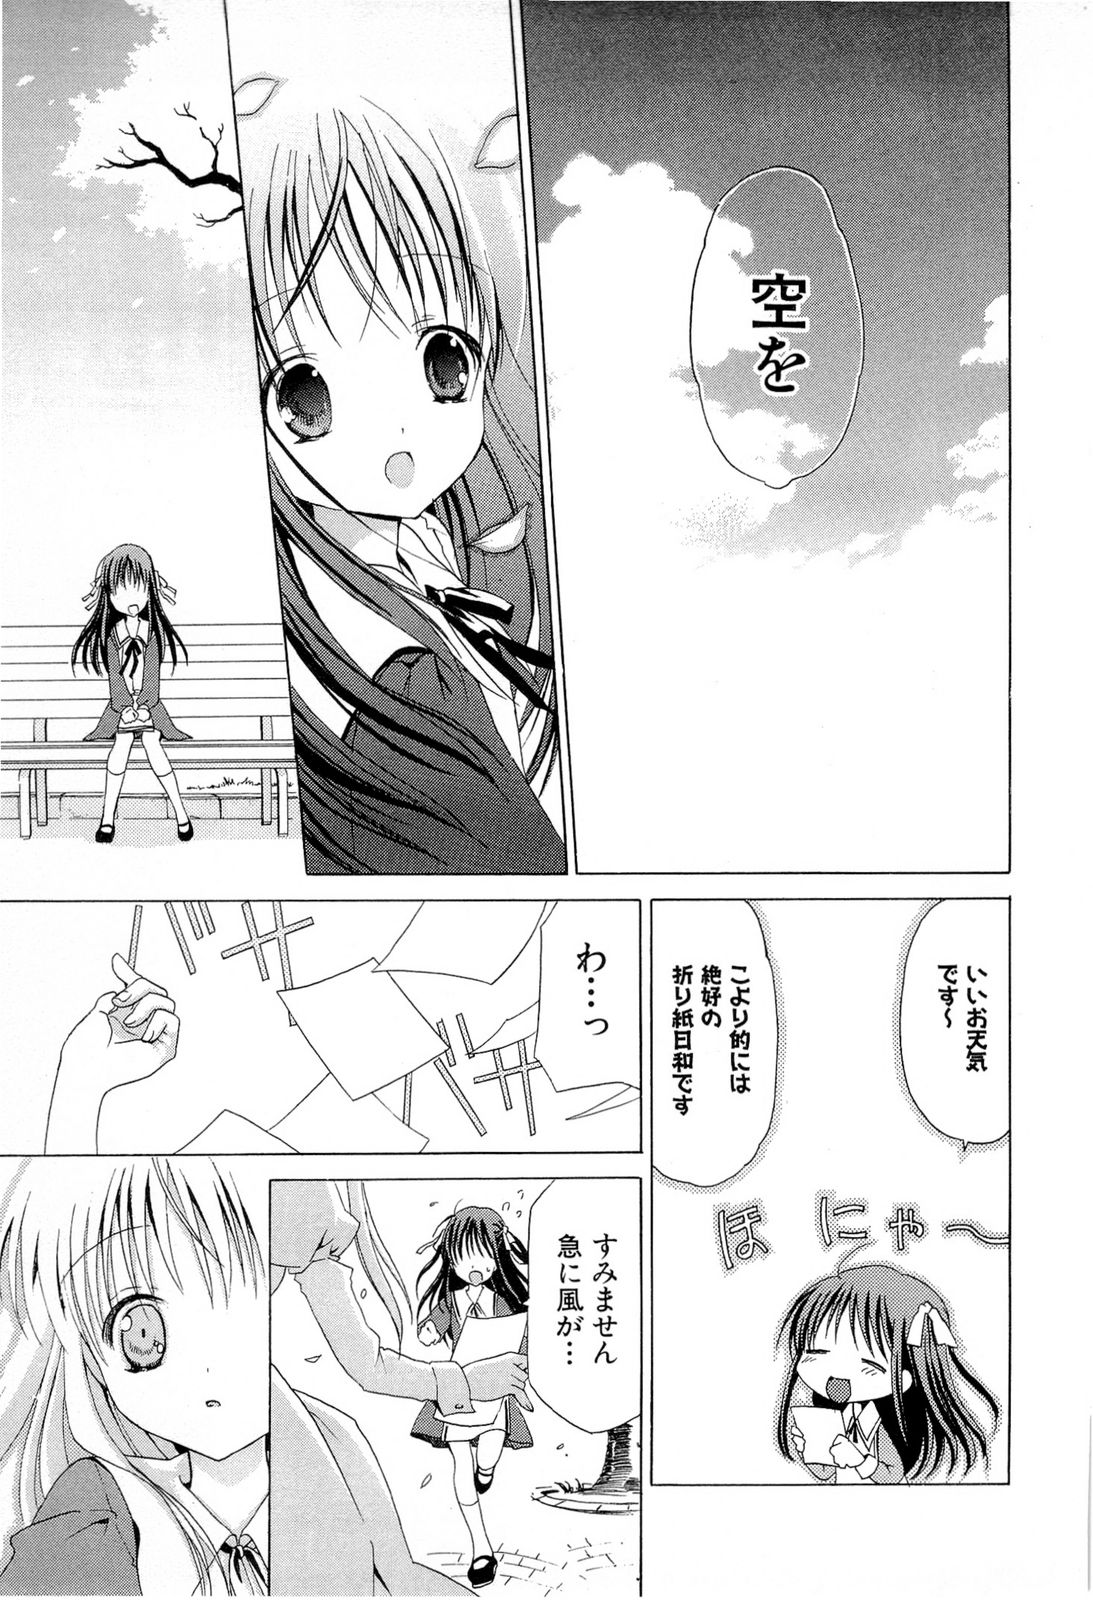 空を
いいお天気
です～
こより的には
絶好の
折り紙日和です
ほにゃ～
わ…っ
すみません
急に風が…